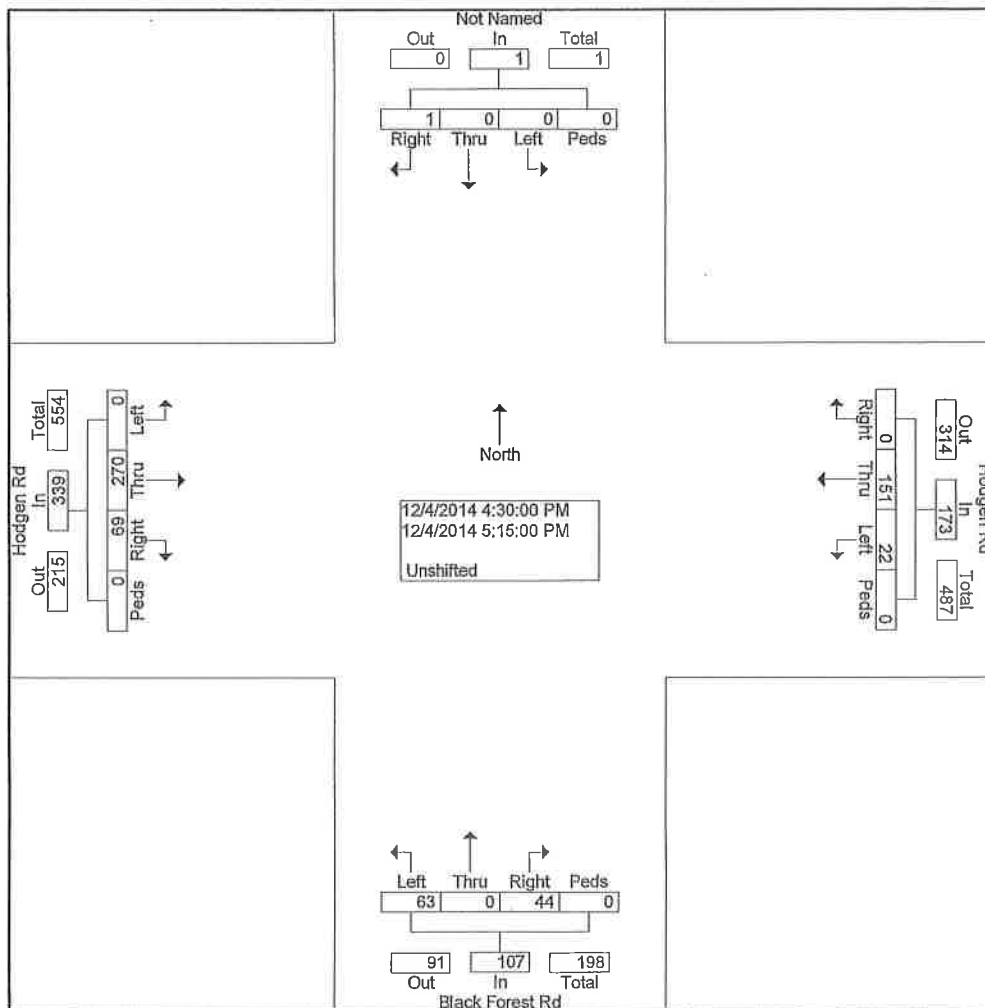 Not Named
Out In Total
0 1 1
1 0 0 0
Right Thru Left Peds
Hodgen Rd
Total In Out
554 339 215
0 270 69 0
Left Thru Right Peds
North
12/4/2014 4:30:00 PM
12/4/2014 5:15:00 PM
Unshifted
Right Thru Left Peds
0 151 22 0
Out In Total
314 173 487
Hodgen Rd
Left Thru Right Peds
63 0 44 0
91 107 198
Out In Total
Black Forest Rd